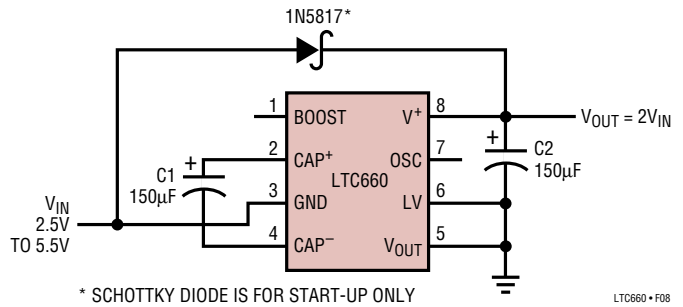 1N5817*
1 BOOST V+ 8
VOUT = 2VIN
2 CAP+ OSC 7
+ C1 150µF
LTC660
+ C2 150µF
3 GND LV 6
VIN
2.5V
TO 5.5V
4 CAP− VOUT 5
* SCHOTTKY DIODE IS FOR START-UP ONLY
LTC660 • F08